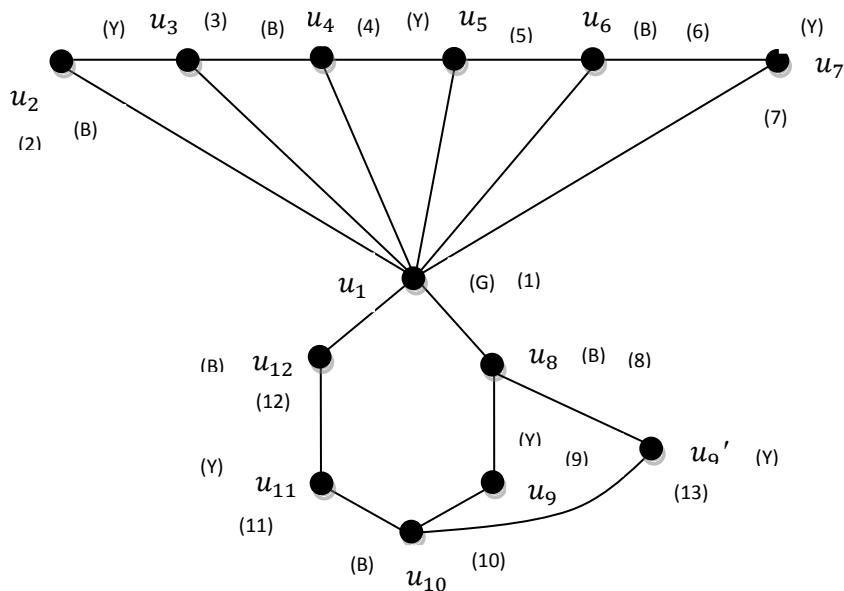 (Y) u₃ (3) (B) u₄ (4) (Y) u₅ (5) u₆ (B) (6) (Y)
u₂ u₇
(2) (B) (7)
u₁ (G) (1)
(B) u₁₂ u₈ (B) (8)
(12)
(Y) (9) u₉′ (Y)
(Y) u₁₁ u₉ (13)
(11)
(B) (10)
u₁₀